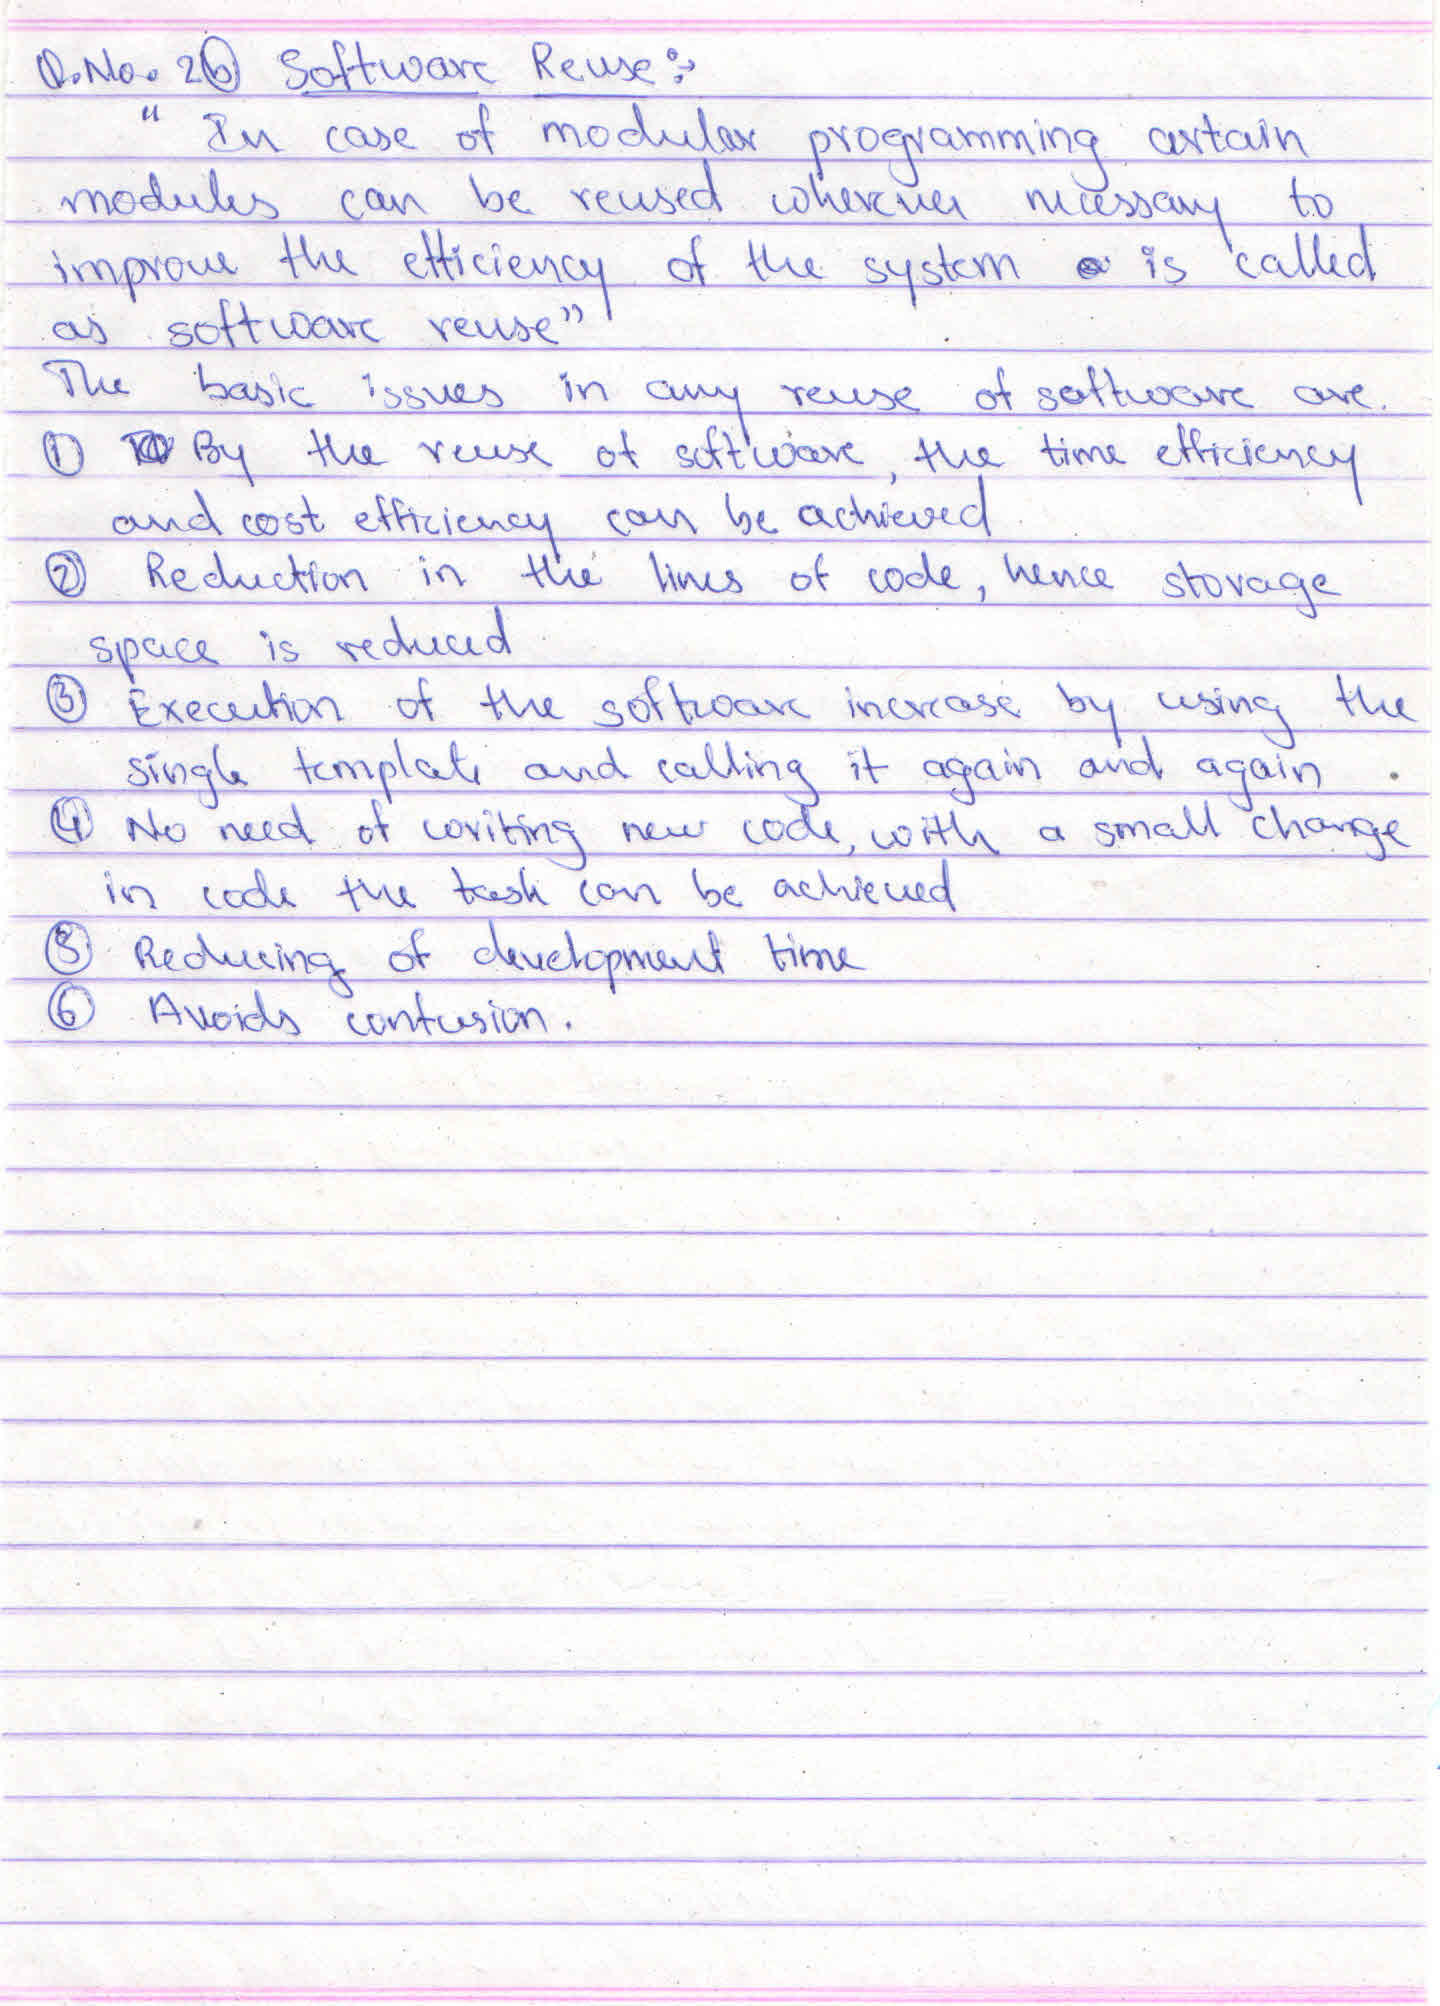 Q.No. 2(b) Software Reuse:→
" In case of modular programming certain
modules can be reused wherever necessary to
improve the efficiency of the system is called
as software reuse"
The basic issues in any reuse of software are.
① By the reuse of software, the time efficiency
and cost efficiency can be achieved
② Reduction in the lines of code, hence storage
space is reduced
③ Execution of the software increase by using the
single template and calling it again and again .
④ No need of writing new code, with a small change
in code the task can be achieved
⑤ Reducing of development time
⑥ Avoids confusion.